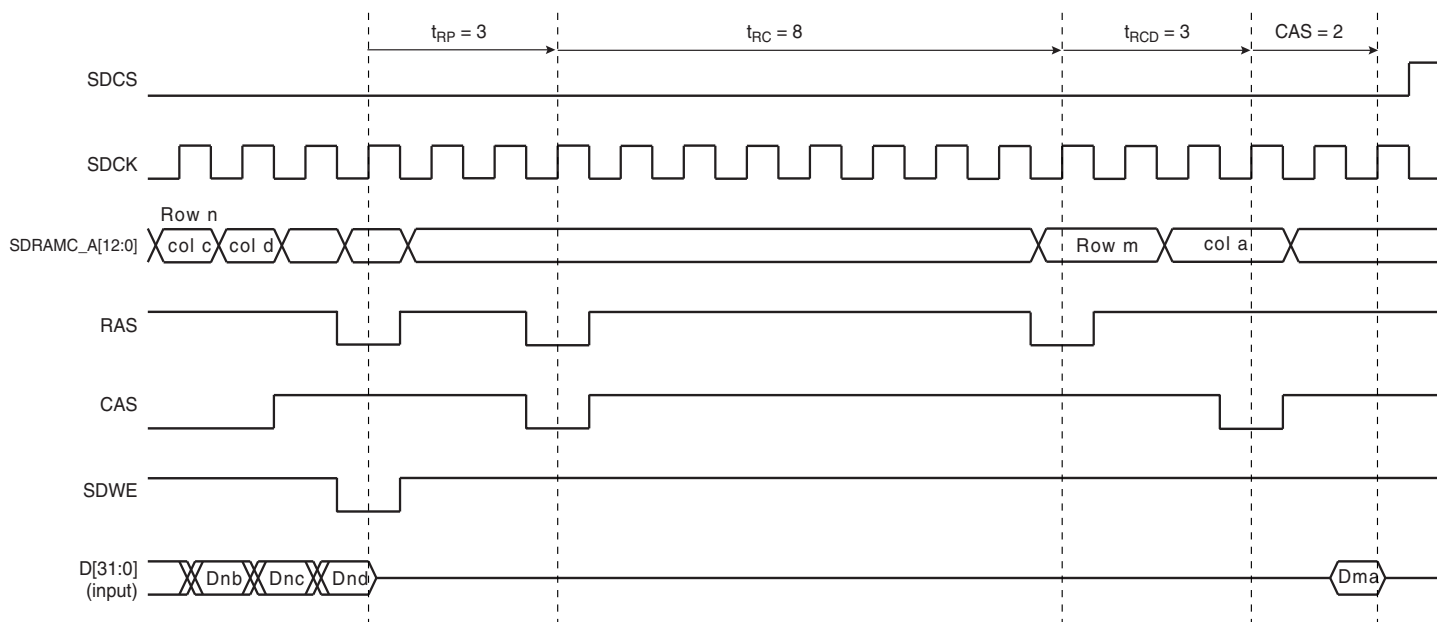 tRP = 3
tRC = 8
tRCD = 3
CAS = 2
SDCS
SDCK
Row n
SDRAMC_A[12:0]
col c
col d
Row m
col a
RAS
CAS
SDWE
D[31:0]
(input)
Dnb
Dnc
Dnd
Dma